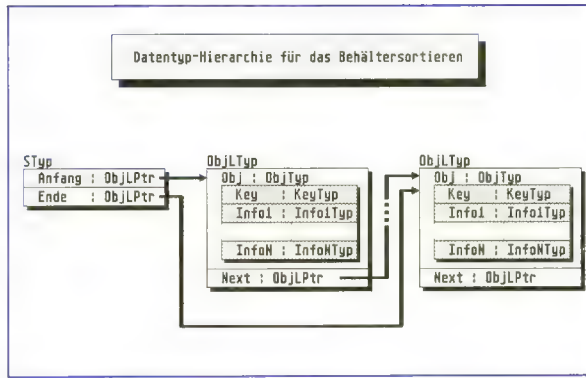 Datentyp-Hierarchie für das Behältersortieren
STyp
Anfang : ObjLPtr
Ende : ObjLPtr
ObjLTyp
Obj : ObjTyp
Key : KeyTyp
Info1 : Info1Typ
InfoN : InfoNTyp
Next : ObjLPtr
ObjLTyp
Obj : ObjTyp
Key : KeyTyp
Info1 : Info1Typ
InfoN : InfoNTyp
Next : ObjLPtr